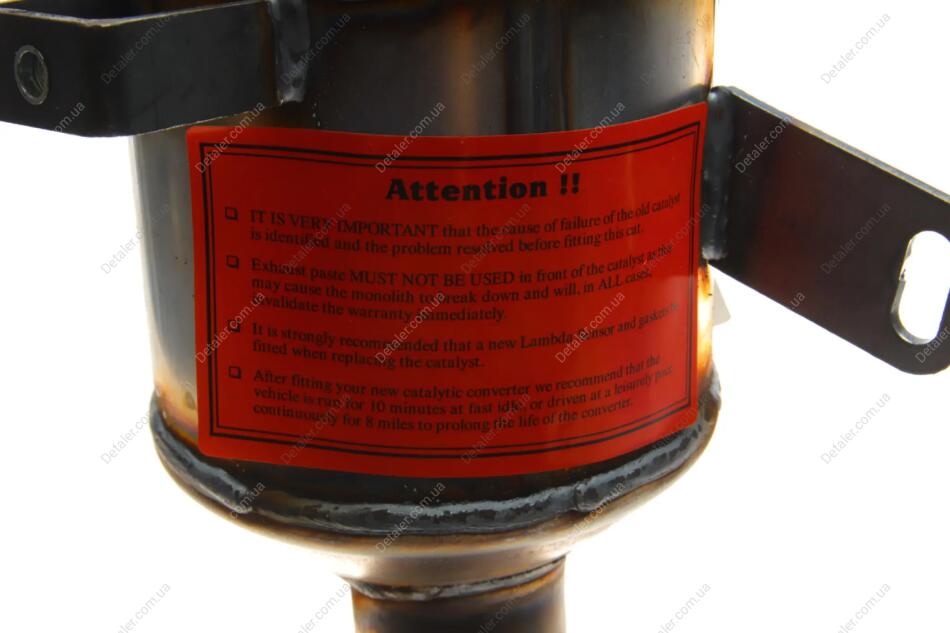 Attention !!
❑ IT IS VERY IMPORTANT that the cause of failure of the old catalyst
is identified and the problem resolved before fitting this cat.
❑ Exhaust paste MUST NOT BE USED in front of the catalyst as this
may cause the monolith to break down and will, in ALL cases,
invalidate the warranty immediately.
❑ It is strongly recommended that a new Lambda Sensor and gaskets be
fitted when replacing the catalyst.
❑ After fitting your new catalytic converter we recommend that the
vehicle is run for 10 minutes at fast idle, or driven at a leisurely pace
continuously for 8 miles to prolong the life of the converter.
Detaler.com.ua